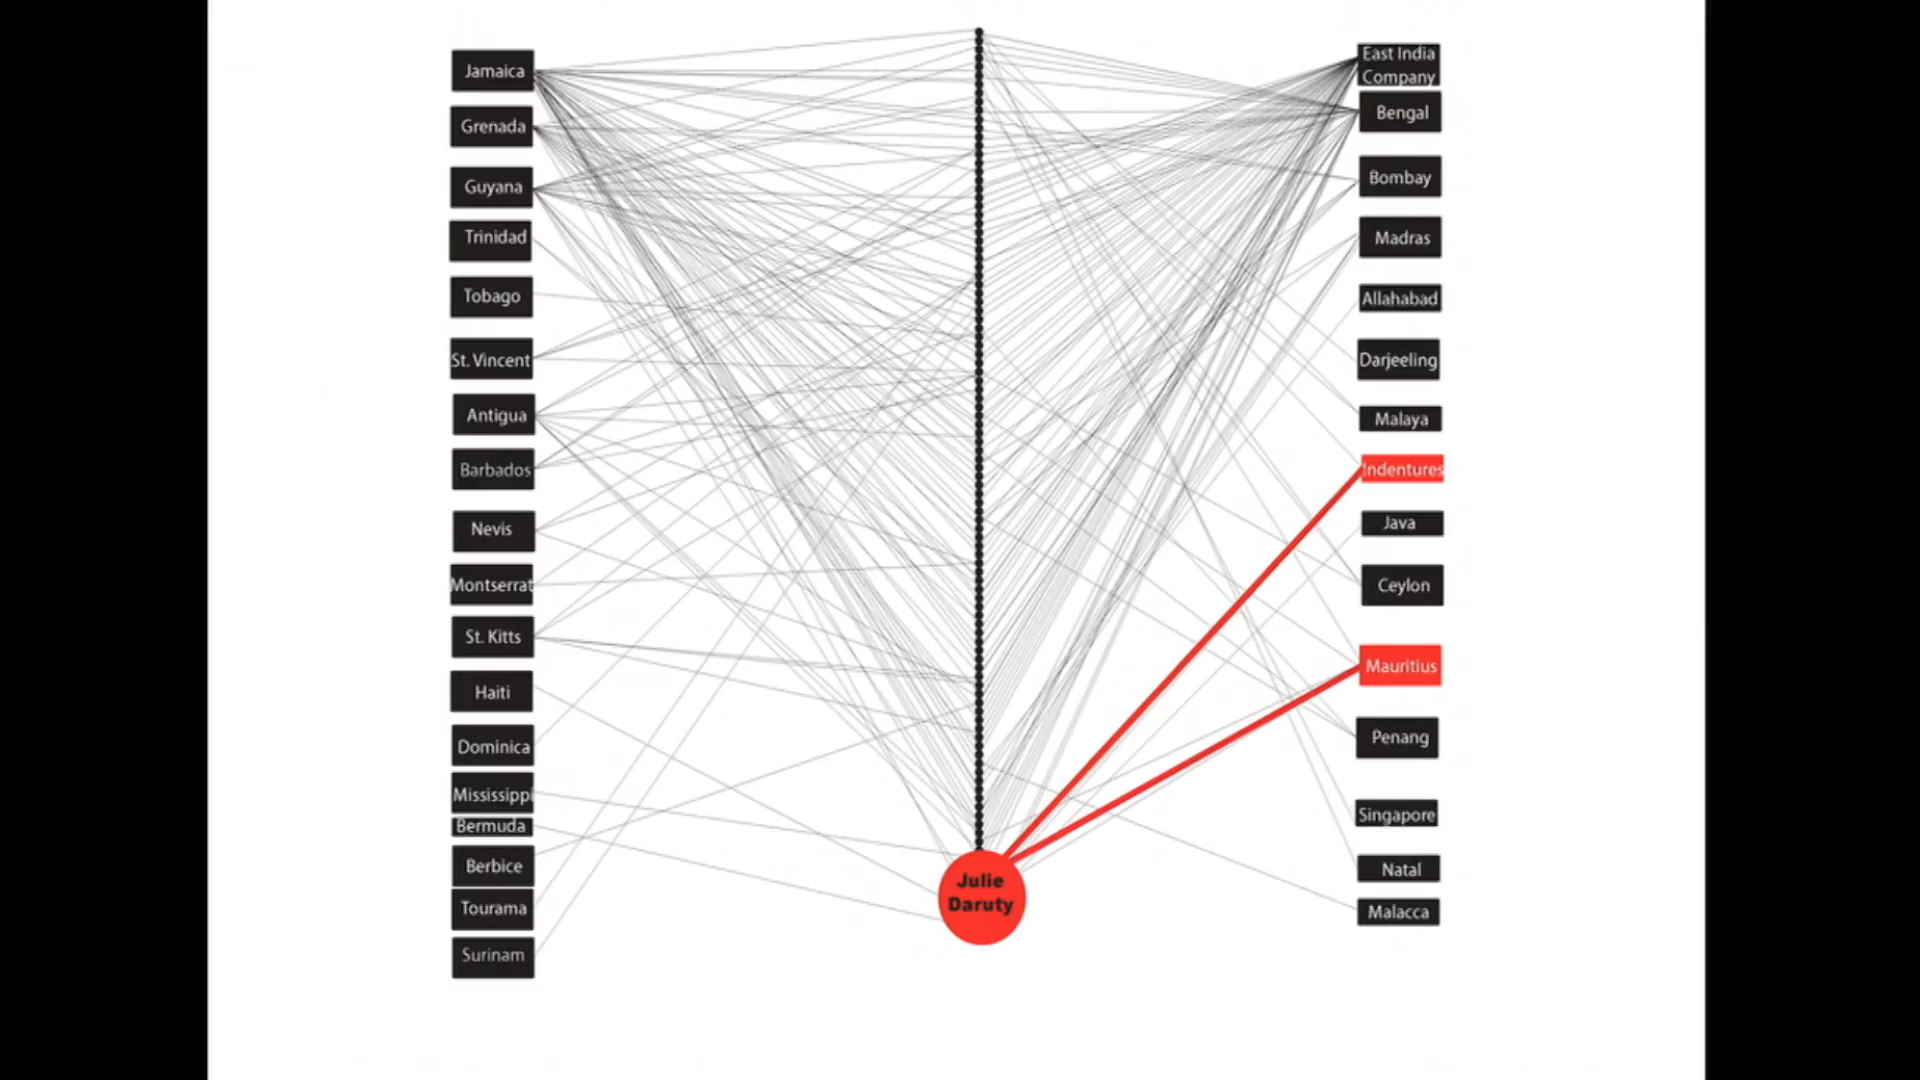 Jamaica
Grenada
Guyana
Trinidad
Tobago
St. Vincent
Antigua
Barbados
Nevis
Montserrat
St. Kitts
Haiti
Dominica
Mississippi
Bermuda
Berbice
Tourama
Surinam
Julie
Daruty
East India
Company
Bengal
Bombay
Madras
Allahabad
Darjeeling
Malaya
Indentures
Java
Ceylon
Mauritius
Penang
Singapore
Natal
Malacca